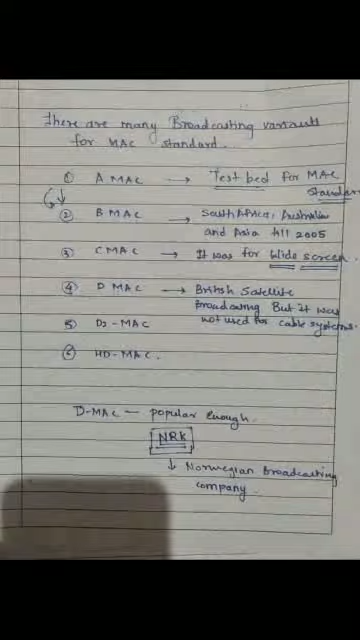 There are many Broadcasting variants
for MAC standard.
① A MAC → Test bed for MAC
standard
② B MAC → South Africa, Australia
and Asia till 2005
③ C MAC → It was for Wide screen.
④ D MAC → British Satellite
broadcasting. But it was
not used for cable systems.
⑤ D2-MAC
⑥ HD-MAC.
D-MAC — popular enough.
NRK
↓ Norwegian Broadcasting
company.